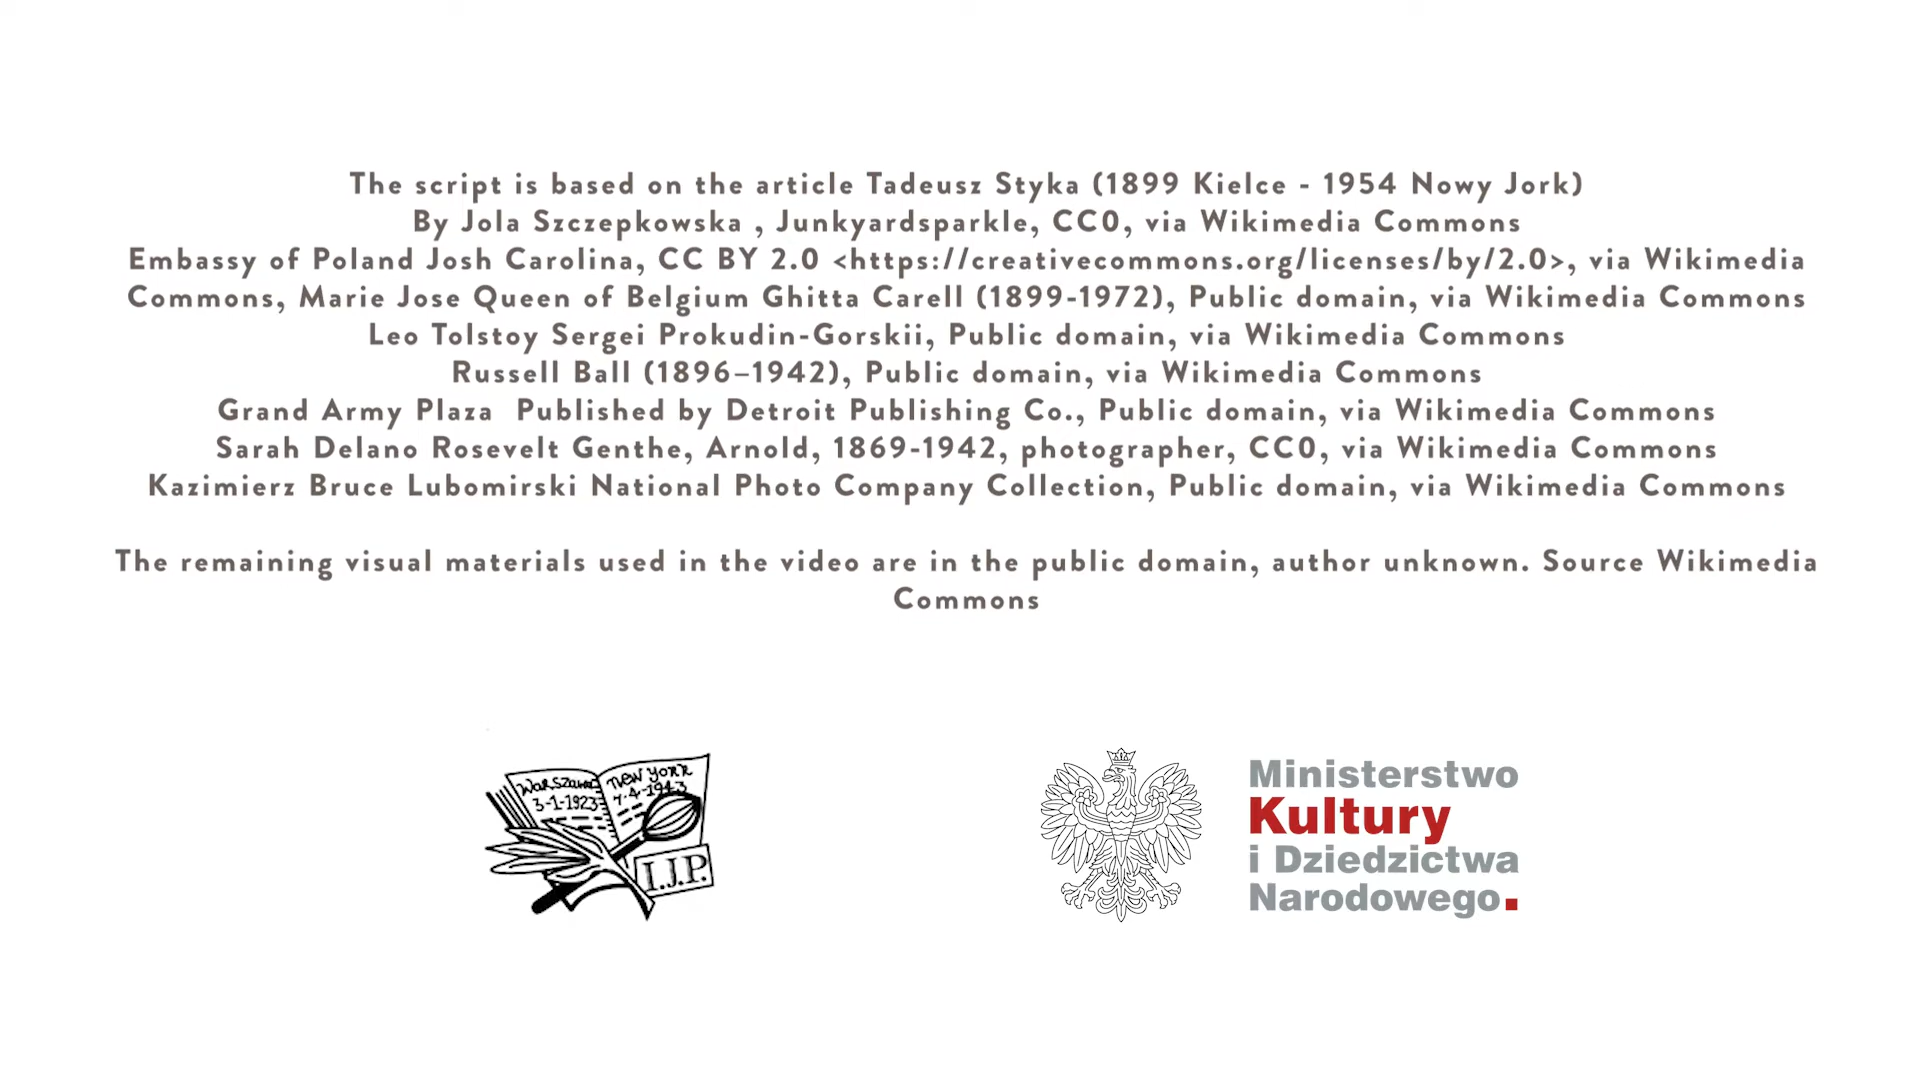 The script is based on the article Tadeusz Styka (1899 Kielce - 1954 Nowy Jork)
By Jola Szczepkowska , Junkyardsparkle, CC0, via Wikimedia Commons
Embassy of Poland Josh Carolina, CC BY 2.0 <https://creativecommons.org/licenses/by/2.0>, via Wikimedia
Commons, Marie Jose Queen of Belgium Ghitta Carell (1899-1972), Public domain, via Wikimedia Commons
Leo Tolstoy Sergei Prokudin-Gorskii, Public domain, via Wikimedia Commons
Russell Ball (1896–1942), Public domain, via Wikimedia Commons
Grand Army Plaza  Published by Detroit Publishing Co., Public domain, via Wikimedia Commons
Sarah Delano Rosevelt Genthe, Arnold, 1869-1942, photographer, CC0, via Wikimedia Commons
Kazimierz Bruce Lubomirski National Photo Company Collection, Public domain, via Wikimedia Commons
The remaining visual materials used in the video are in the public domain, author unknown. Source Wikimedia
Commons
Warszawa
3-1-1923
New York
7-4-1943
I.J.P.
Ministerstwo
Kultury
i Dziedzictwa
Narodowego.